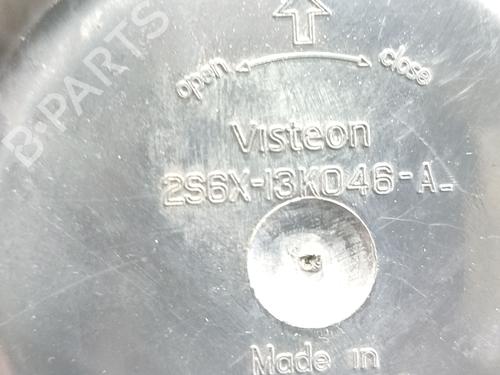 B-PARTS
open close
Visteon
2S6X-13K046-A-
Made in